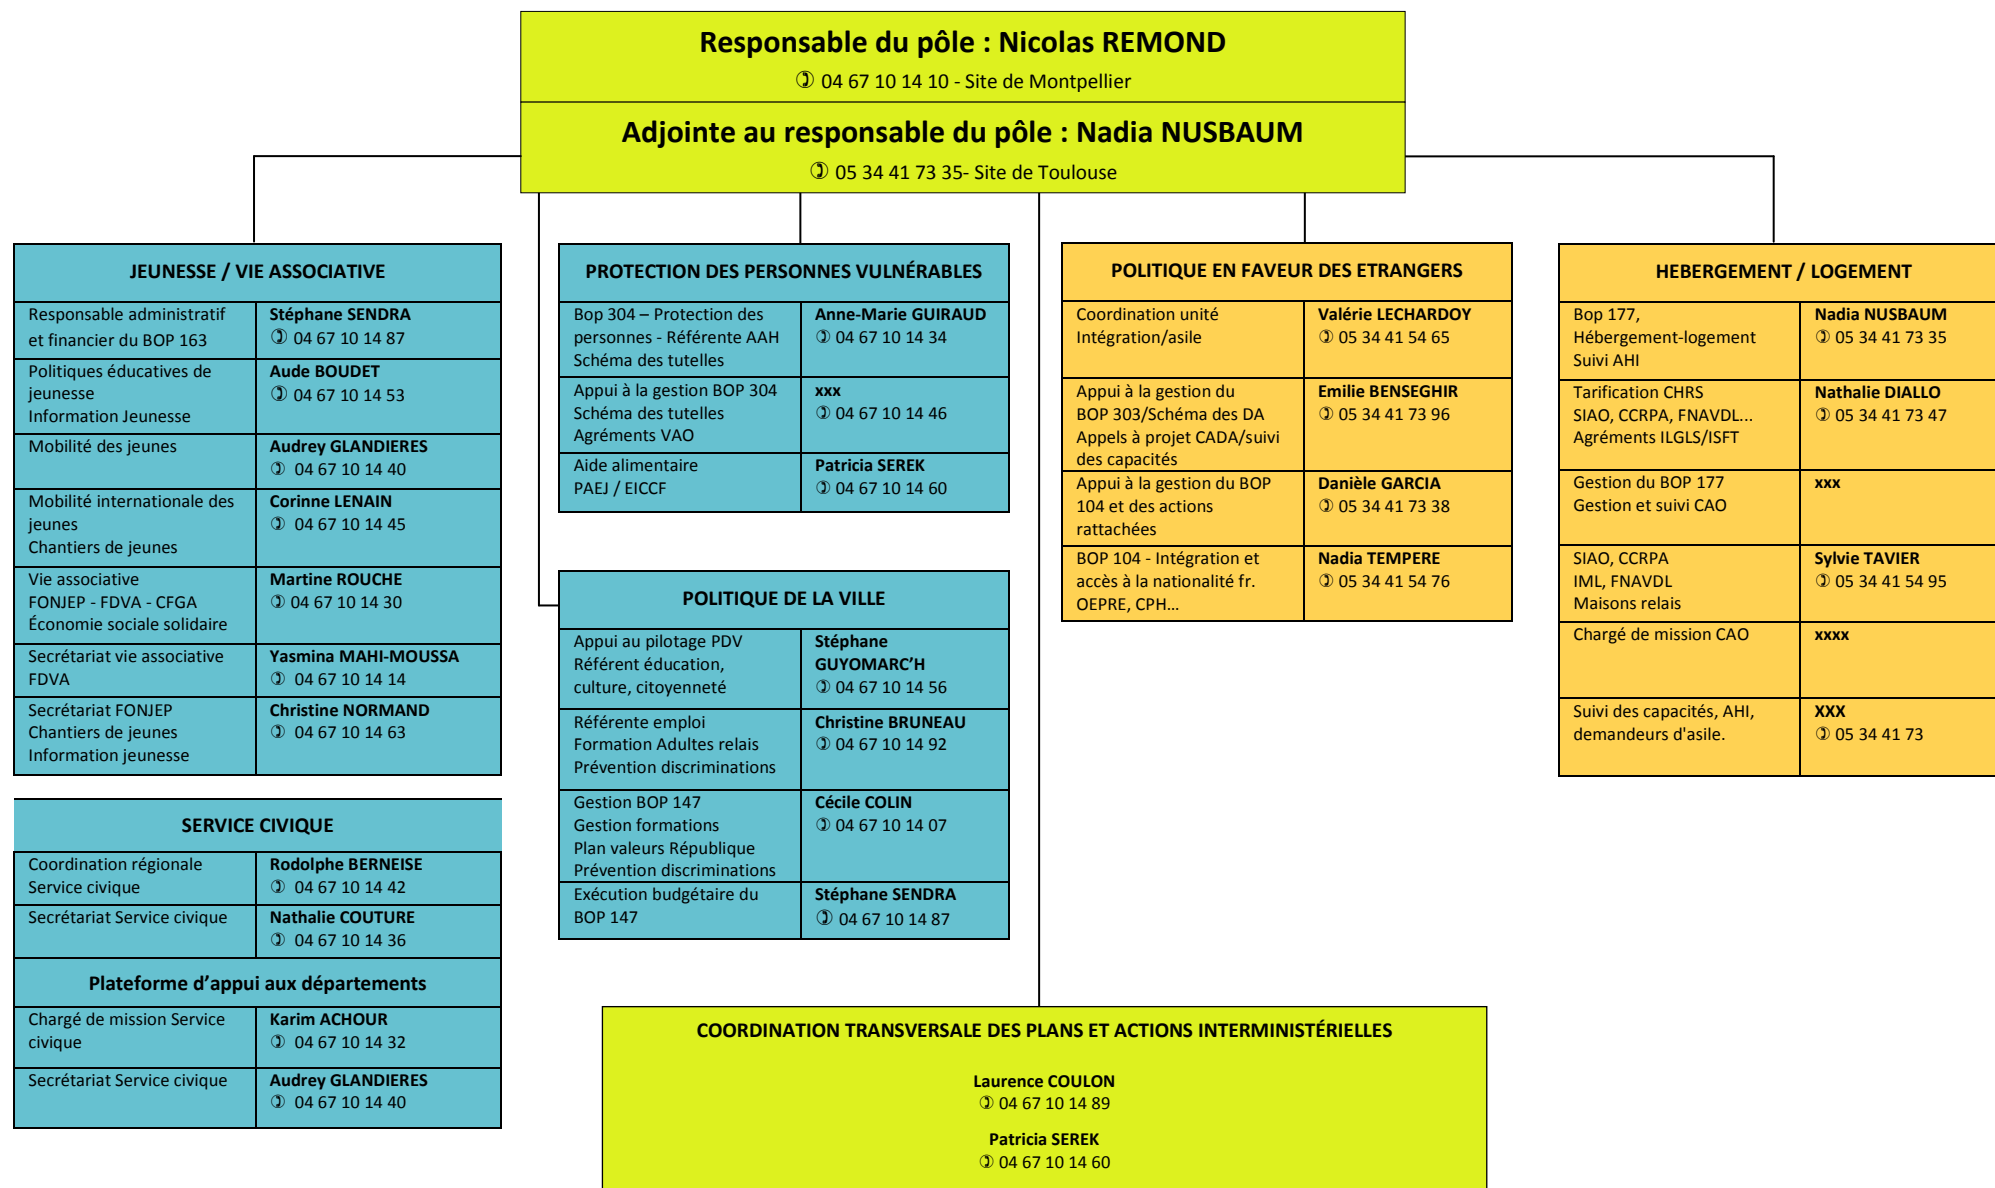 Responsable du pôle : Nicolas REMOND
04 67 10 14 10 - Site de Montpellier
Adjointe au responsable du pôle : Nadia NUSBAUM
05 34 41 73 35- Site de Toulouse
JEUNESSE / VIE ASSOCIATIVE
Responsable administratif
et financier du BOP 163
Stéphane SENDRA
04 67 10 14 87
Politiques éducatives de
jeunesse
Information Jeunesse
Aude BOUDET
04 67 10 14 53
Mobilité des jeunes
Audrey GLANDIERES
04 67 10 14 40
Mobilité internationale des
jeunes
Chantiers de jeunes
Corinne LENAIN
04 67 10 14 45
Vie associative
FONJEP - FDVA - CFGA
Économie sociale solidaire
Martine ROUCHE
04 67 10 14 30
Secrétariat vie associative
FDVA
Yasmina MAHI-MOUSSA
04 67 10 14 14
Secrétariat FONJEP
Chantiers de jeunes
Information jeunesse
Christine NORMAND
04 67 10 14 63
SERVICE CIVIQUE
Coordination régionale
Service civique
Rodolphe BERNEISE
04 67 10 14 42
Secrétariat Service civique
Nathalie COUTURE
04 67 10 14 36
Plateforme d’appui aux départements
Chargé de mission Service
civique
Karim ACHOUR
04 67 10 14 32
Secrétariat Service civique
Audrey GLANDIERES
04 67 10 14 40
PROTECTION DES PERSONNES VULNÉRABLES
Bop 304 – Protection des
personnes - Référente AAH
Schéma des tutelles
Anne-Marie GUIRAUD
04 67 10 14 34
Appui à la gestion BOP 304
Schéma des tutelles
Agréments VAO
xxx
04 67 10 14 46
Aide alimentaire
PAEJ / EICCF
Patricia SEREK
04 67 10 14 60
POLITIQUE DE LA VILLE
Appui au pilotage PDV
Référent éducation,
culture, citoyenneté
Stéphane
GUYOMARC’H
04 67 10 14 56
Référente emploi
Formation Adultes relais
Prévention discriminations
Christine BRUNEAU
04 67 10 14 92
Gestion BOP 147
Gestion formations
Plan valeurs République
Prévention discriminations
Cécile COLIN
04 67 10 14 07
Exécution budgétaire du
BOP 147
Stéphane SENDRA
04 67 10 14 87
POLITIQUE EN FAVEUR DES ETRANGERS
Coordination unité
Intégration/asile
Valérie LECHARDOY
05 34 41 54 65
Appui à la gestion du
BOP 303/Schéma des DA
Appels à projet CADA/suivi
des capacités
Emilie BENSEGHIR
05 34 41 73 96
Appui à la gestion du BOP
104 et des actions
rattachées
Danièle GARCIA
05 34 41 73 38
BOP 104 - Intégration et
accès à la nationalité fr.
OEPRE, CPH…
Nadia TEMPERE
05 34 41 54 76
HEBERGEMENT / LOGEMENT
Bop 177,
Hébergement-logement
Suivi AHI
Nadia NUSBAUM
05 34 41 73 35
Tarification CHRS
SIAO, CCRPA, FNAVDL...
Agréments ILGLS/ISFT
Nathalie DIALLO
05 34 41 73 47
Gestion du BOP 177
Gestion et suivi CAO
xxx
SIAO, CCRPA
IML, FNAVDL
Maisons relais
Sylvie TAVIER
05 34 41 54 95
Chargé de mission CAO
xxxx
Suivi des capacités, AHI,
demandeurs d'asile.
XXX
05 34 41 73
COORDINATION TRANSVERSALE DES PLANS ET ACTIONS INTERMINISTÉRIELLES
Laurence COULON
04 67 10 14 89
Patricia SEREK
04 67 10 14 60